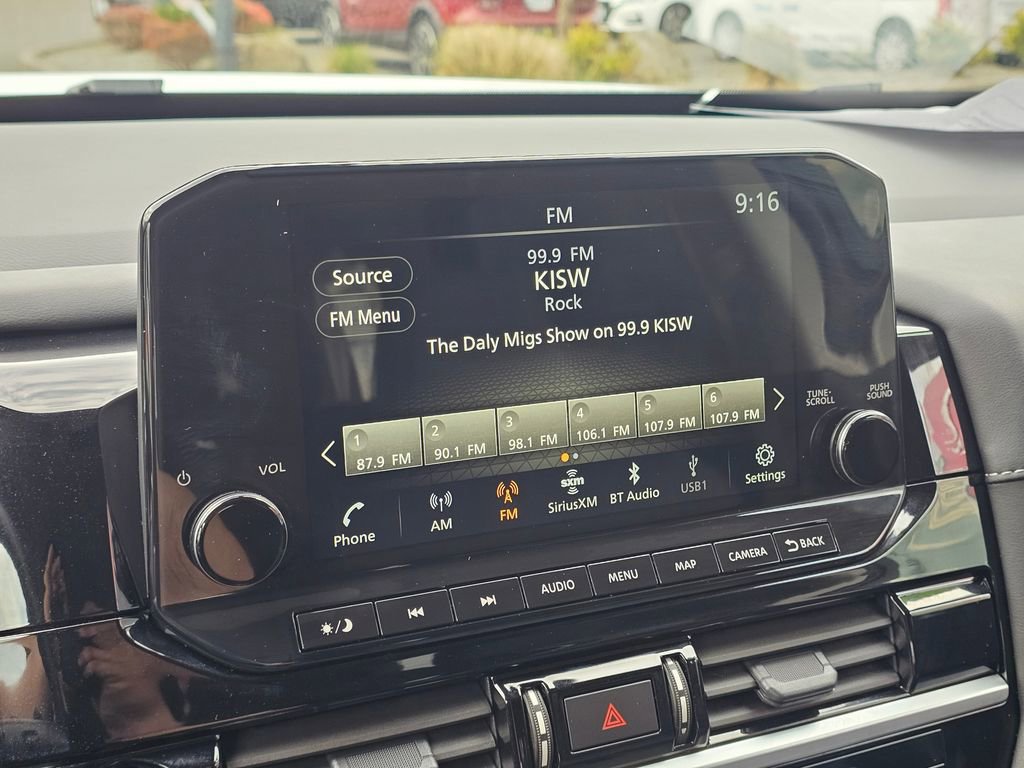 FM
9:16
99.9 FM
Source
KISW
Rock
FM Menu
The Daly Migs Show on 99.9 KISW
1
87.9 FM
2
90.1 FM
3
98.1 FM
4
106.1 FM
5
107.9 FM
6
107.9 FM
TUNE-
SCROLL
PUSH
SOUND
VOL
Phone
AM
FM
sxm
SiriusXM
BT Audio
USB1
Settings
AUDIO
MENU
MAP
CAMERA
BACK